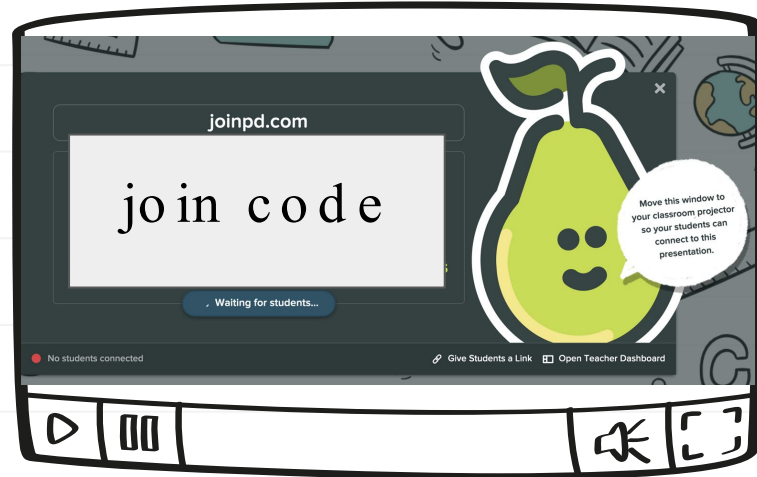 joinpd.com
join code
Waiting for students...
Move this window to
your classroom projector
so your students can
connect to this
presentation.
No students connected
Give Students a Link
Open Teacher Dashboard